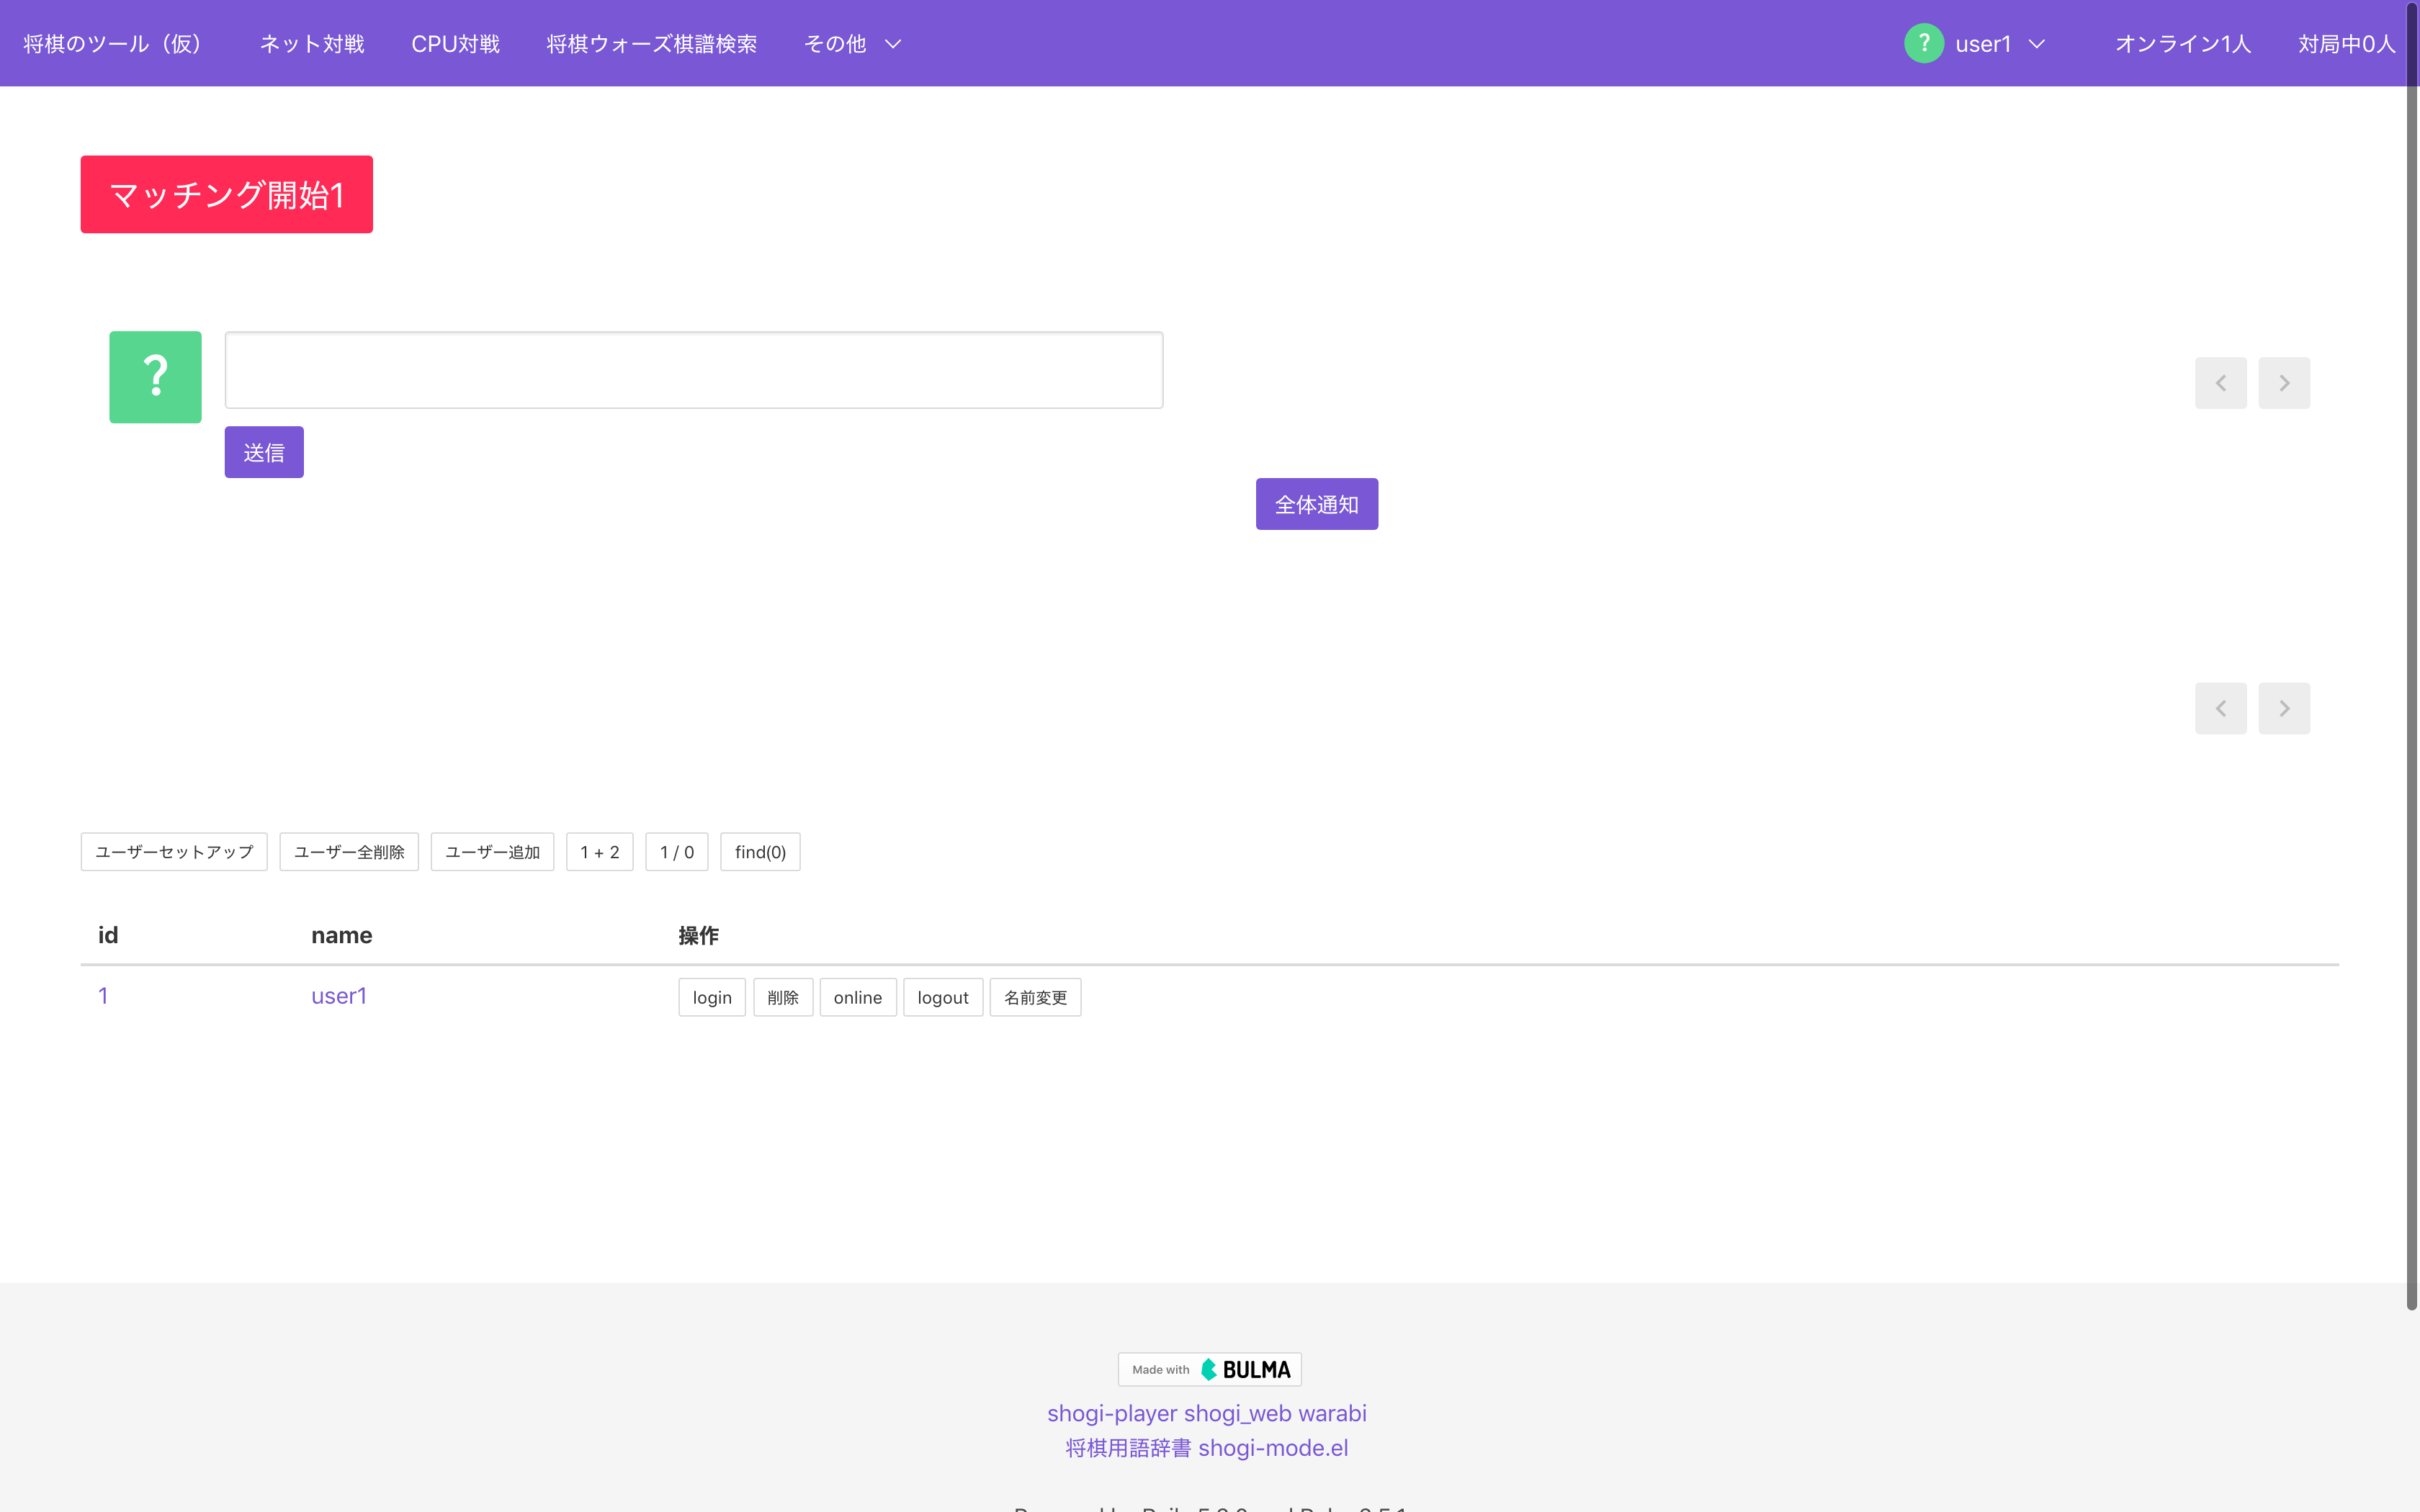 将棋のツール（仮） ネット対戦 CPU対戦 将棋ウォーズ棋譜検索 その他 ? user1 オンライン1人 対局中0人
マッチング開始1
?
送信
全体通知
ユーザーセットアップ ユーザー全削除 ユーザー追加 1 + 2 1 / 0 find(0)
id name 操作
1 user1 login 削除 online logout 名前変更
Made with BULMA
shogi-player shogi_web warabi
将棋用語辞書 shogi-mode.el